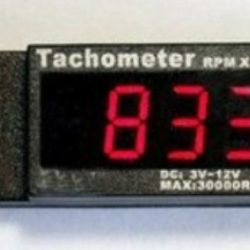 Tachometer RPM X
833
DC: 3V-12V
MAX:30000R